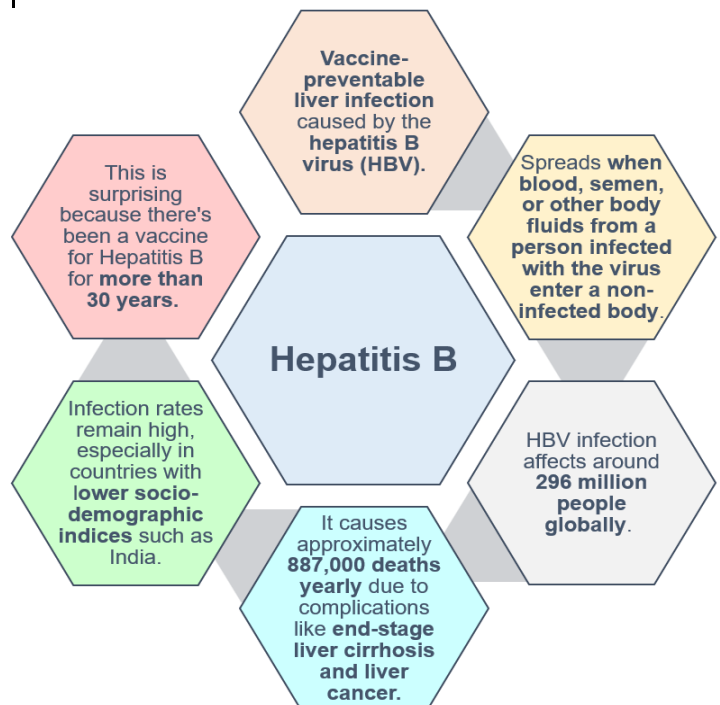 Vaccine-
preventable
liver infection
caused by the
hepatitis B
virus (HBV).
Spreads when
blood, semen,
or other body
fluids from a
person infected
with the virus
enter a non-
infected body.
HBV infection
affects around
296 million
people
globally.
It causes
approximately
887,000 deaths
yearly due to
complications
like end-stage
liver cirrhosis
and liver
cancer.
Infection rates
remain high,
especially in
countries with
lower socio-
demographic
indices such as
India.
This is
surprising
because there's
been a vaccine
for Hepatitis B
for more than
30 years.
Hepatitis B